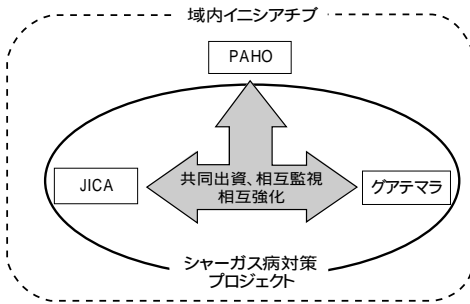 域内イニシアチブ
PAHO
JICA
共同出資、相互監視
相互強化
グアテマラ
シャーガス病対策
プロジェクト